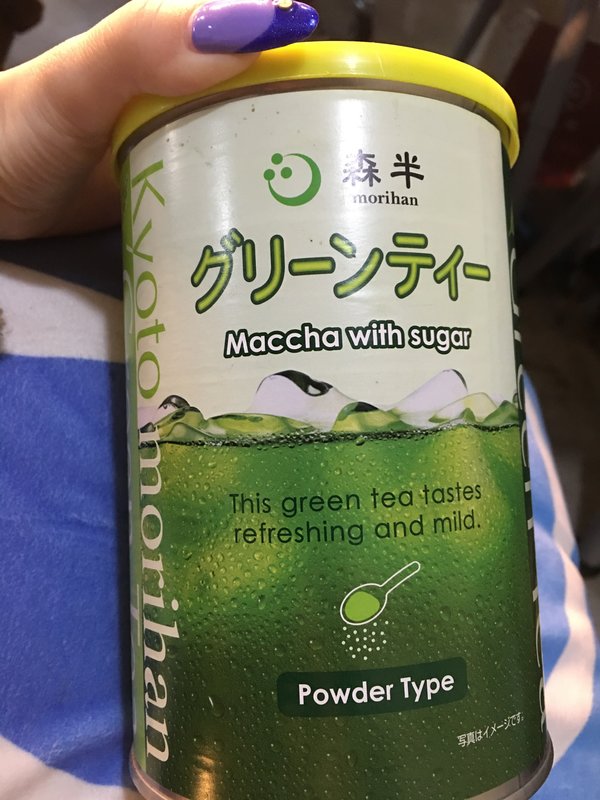 森半
morihan
グリーンティー
Maccha with sugar
This green tea tastes
refreshing and mild.
Powder Type
写真はイメージです。
Kyoto morihan